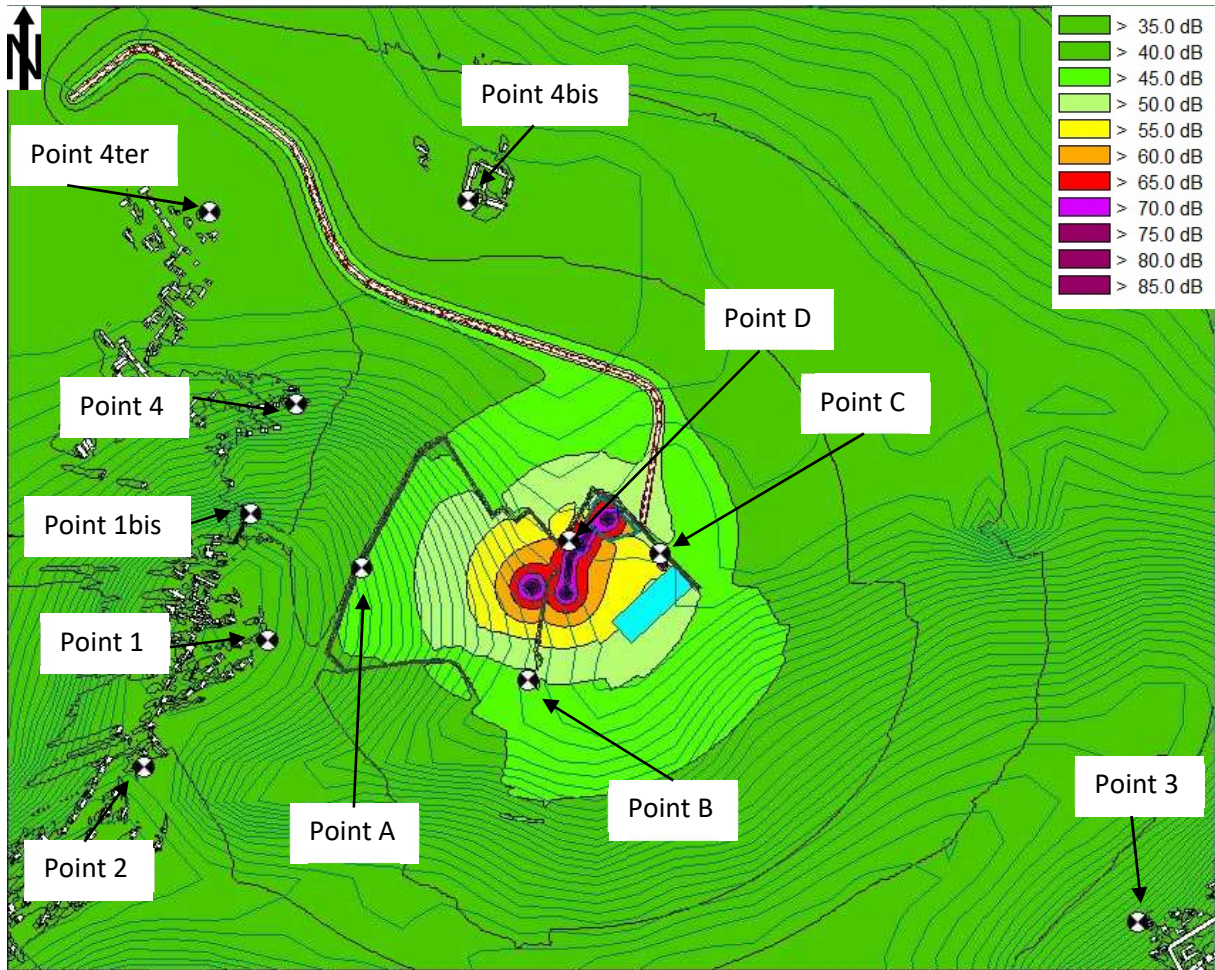 N
> 35.0 dB
> 40.0 dB
> 45.0 dB
> 50.0 dB
> 55.0 dB
> 60.0 dB
> 65.0 dB
> 70.0 dB
> 75.0 dB
> 80.0 dB
> 85.0 dB
Point 4bis
Point 4ter
Point D
Point 4
Point C
Point 1bis
Point 1
Point 3
Point B
Point A
Point 2